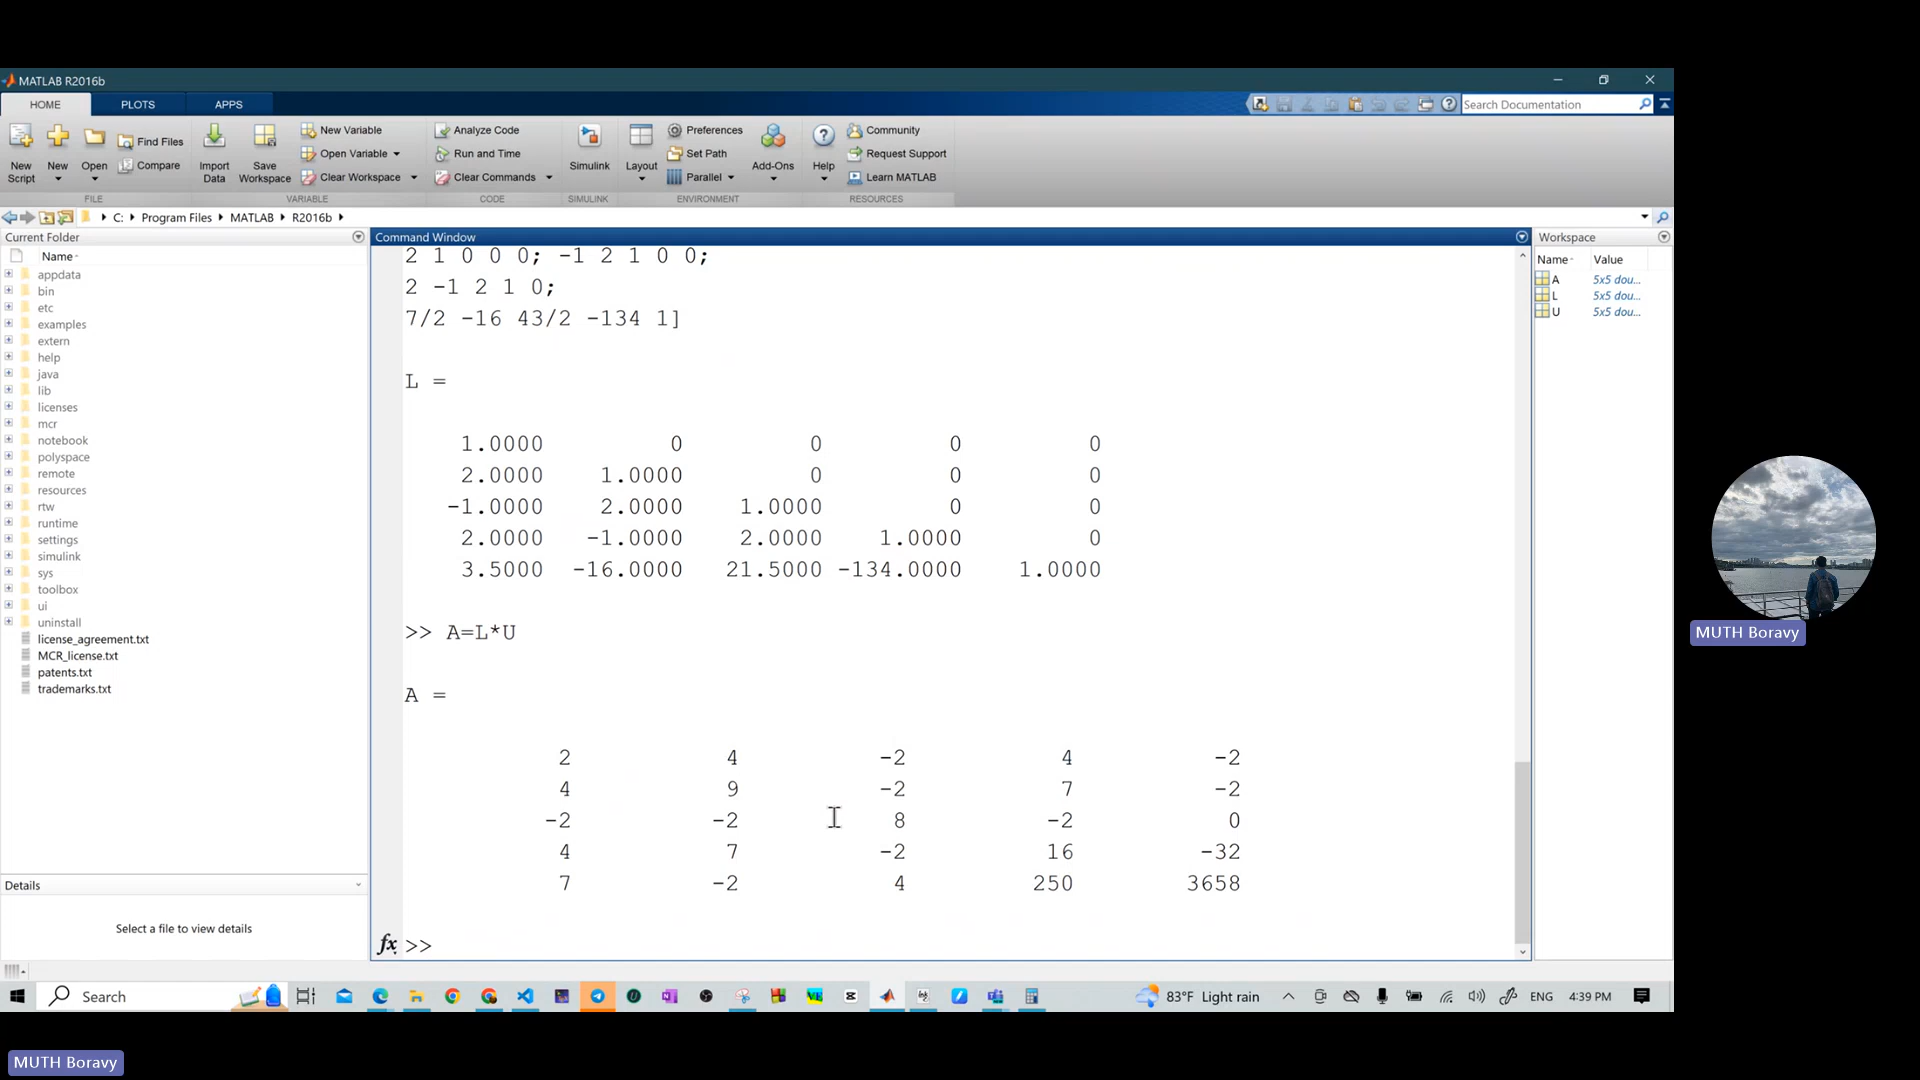 MATLAB R2016b
HOME PLOTS APPS
Search Documentation
New Script
New
Open
Find Files
Compare
Import Data
Save Workspace
New Variable
Open Variable
Clear Workspace
Analyze Code
Run and Time
Clear Commands
Simulink
Layout
Preferences
Set Path
Parallel
Add-Ons
Help
Community
Request Support
Learn MATLAB
FILE VARIABLE CODE SIMULINK ENVIRONMENT RESOURCES
C: Program Files MATLAB R2016b
Current Folder
Name
appdata
bin
etc
examples
extern
help
java
lib
licenses
mcr
notebook
polyspace
remote
resources
rtw
runtime
settings
simulink
sys
toolbox
ui
uninstall
license_agreement.txt
MCR_license.txt
patents.txt
trademarks.txt
Details
Select a file to view details
Command Window
2 1 0 0 0; -1 2 1 0 0;
2 -1 2 1 0;
7/2 -16 43/2 -134 1]
L =
1.0000 0 0 0 0
2.0000 1.0000 0 0 0
-1.0000 2.0000 1.0000 0 0
2.0000 -1.0000 2.0000 1.0000 0
3.5000 -16.0000 21.5000 -134.0000 1.0000
>> A=L*U
A =
2 4 -2 4 -2
4 9 -2 7 -2
-2 -2 8 -2 0
4 7 -2 16 -32
7 -2 4 250 3658
fx >>
Workspace
Name Value
A 5x5 dou...
L 5x5 dou...
U 5x5 dou...
Search
83°F Light rain
ENG
4:39 PM
MUTH Boravy
MUTH Boravy